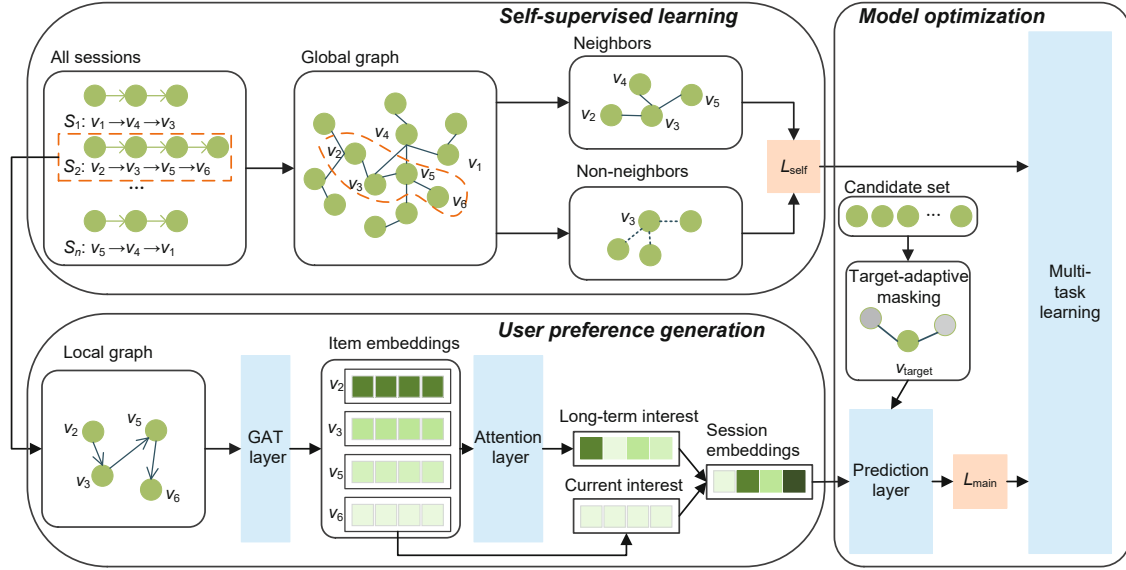 Self-supervised learning
All sessions
S1: v1→v4→v3
S2: v2→v3→v5→v6
...
Sn: v5→v4→v1
Global graph
v4
v2
v1
v3
v5
v6
Neighbors
v4
v5
v2
v3
Non-neighbors
v3
Lself
Model optimization
Candidate set
...
Target-adaptive
masking
vtarget
Multi-
task
learning
Prediction
layer
Lmain
User preference generation
Local graph
v2
v5
v3
v6
GAT
layer
Item embeddings
v2
v3
v5
v6
Attention
layer
Long-term interest
Current interest
Session
embeddings